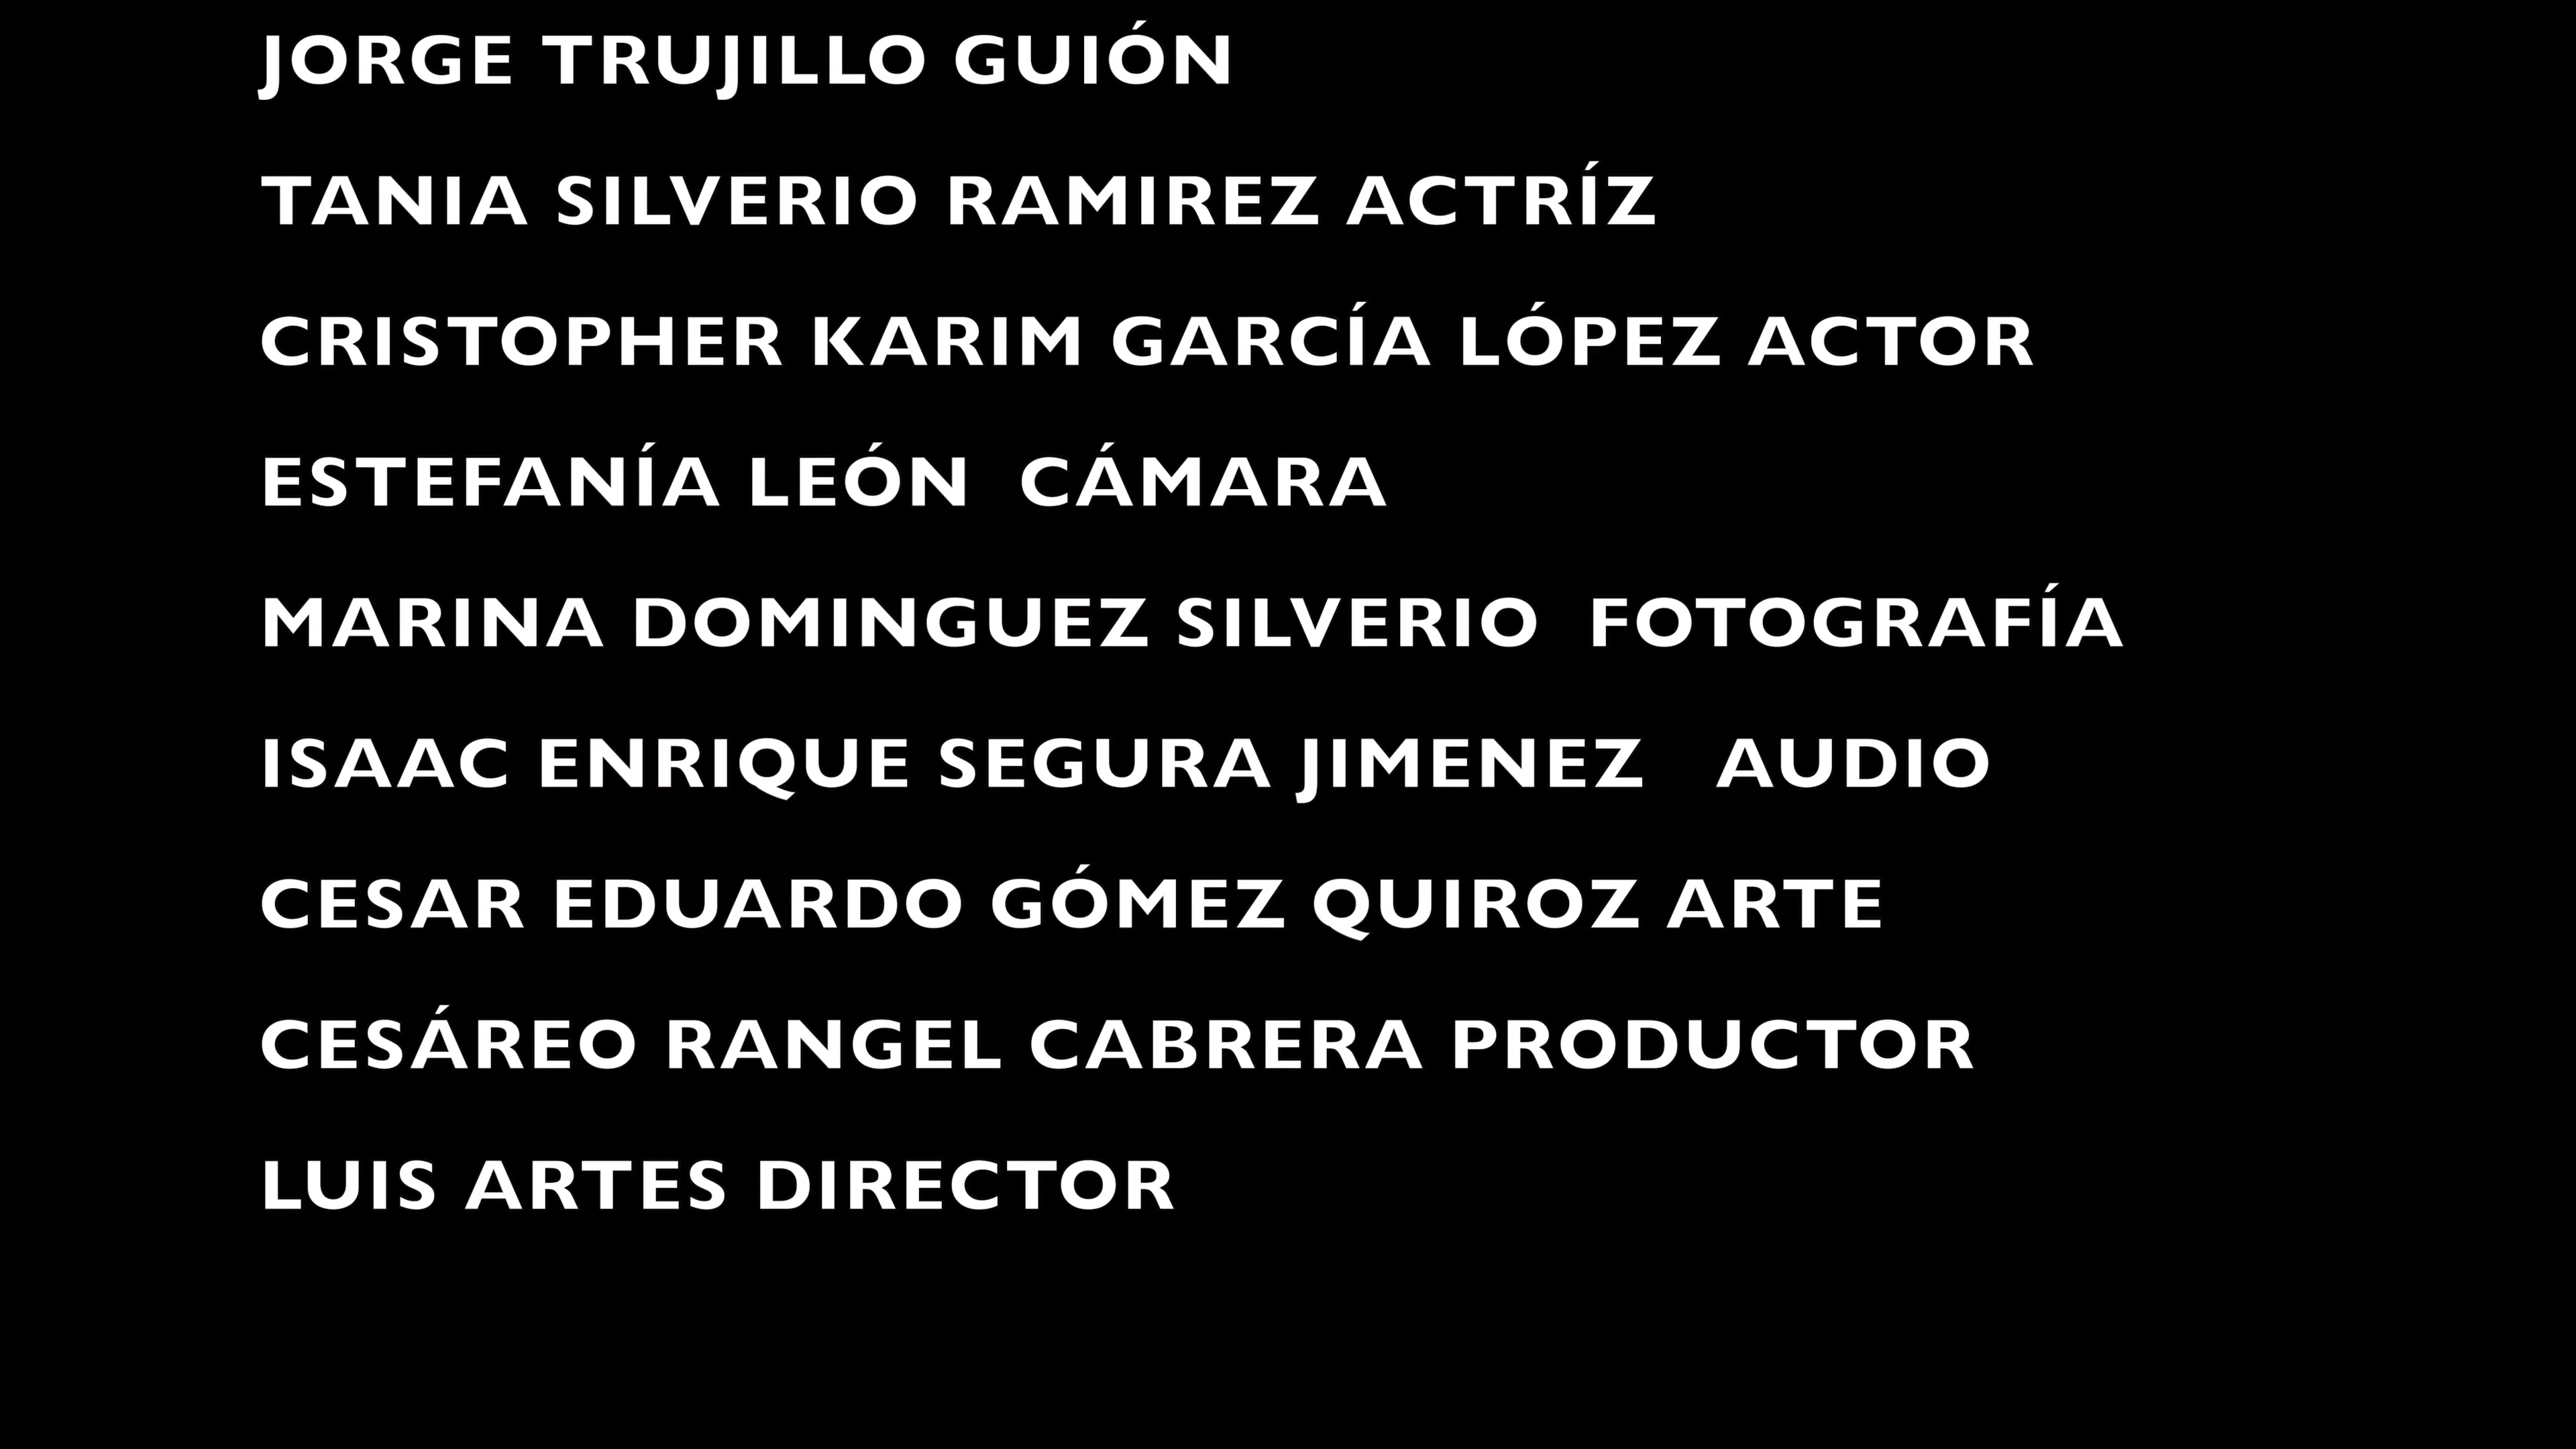 JORGE TRUJILLO GUIÓN
TANIA SILVERIO RAMIREZ ACTRÍZ
CRISTOPHER KARIM GARCÍA LÓPEZ ACTOR
ESTEFANÍA LEÓN  CÁMARA
MARINA DOMINGUEZ SILVERIO  FOTOGRAFÍA
ISAAC ENRIQUE SEGURA JIMENEZ   AUDIO
CESAR EDUARDO GÓMEZ QUIROZ ARTE
CESÁREO RANGEL CABRERA PRODUCTOR
LUIS ARTES DIRECTOR